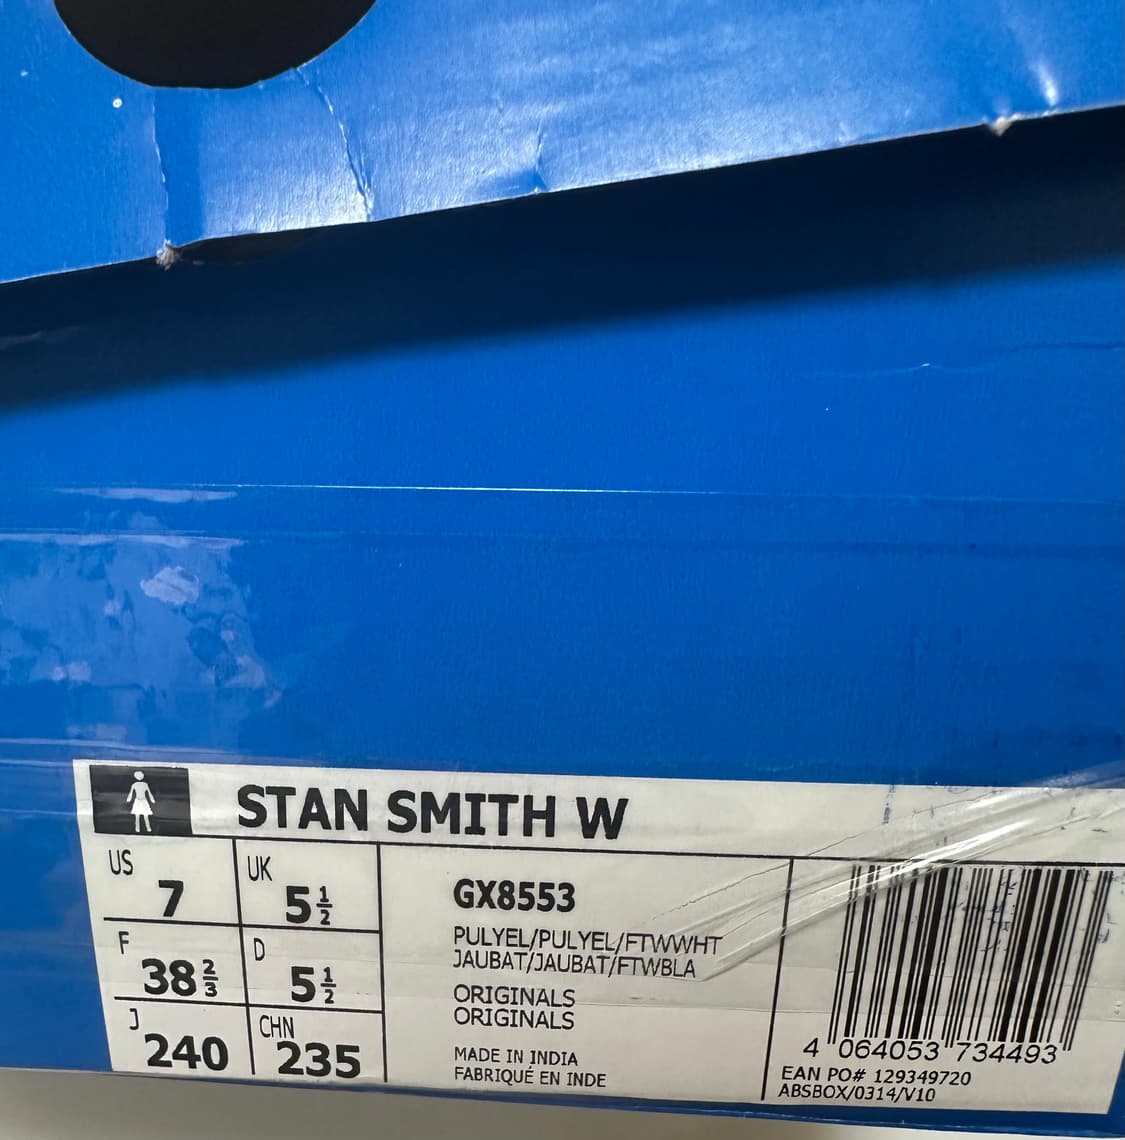 STAN SMITH W
US
7
UK
5½
F
38⅔
D
5½
J
240
CHN
235
GX8553
PULYEL/PULYEL/FTWWHT
JAUBAT/JAUBAT/FTWBLA
ORIGINALS
ORIGINALS
MADE IN INDIA
FABRIQUÉ EN INDE
4 064053 734493
EAN PO# 129349720
ABSBOX/0314/V10